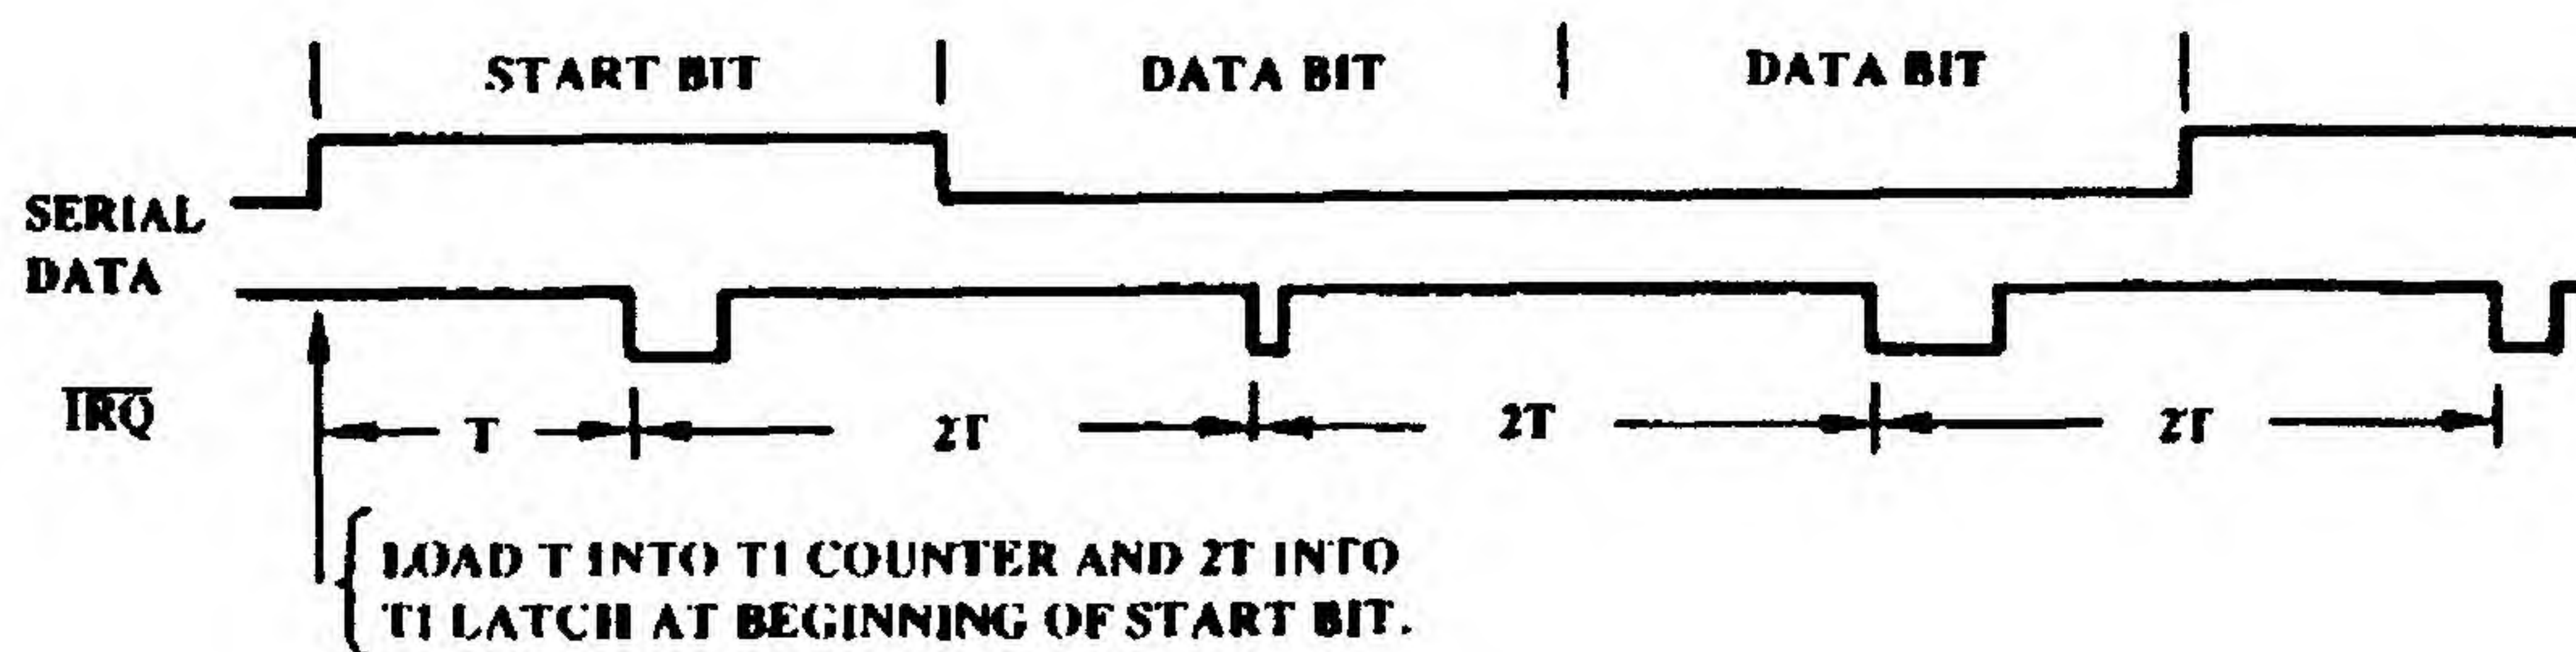 START BIT
DATA BIT
DATA BIT
SERIAL
DATA
IRQ
T
2T
2T
2T
LOAD T INTO T1 COUNTER AND 2T INTO
T1 LATCH AT BEGINNING OF START BIT.